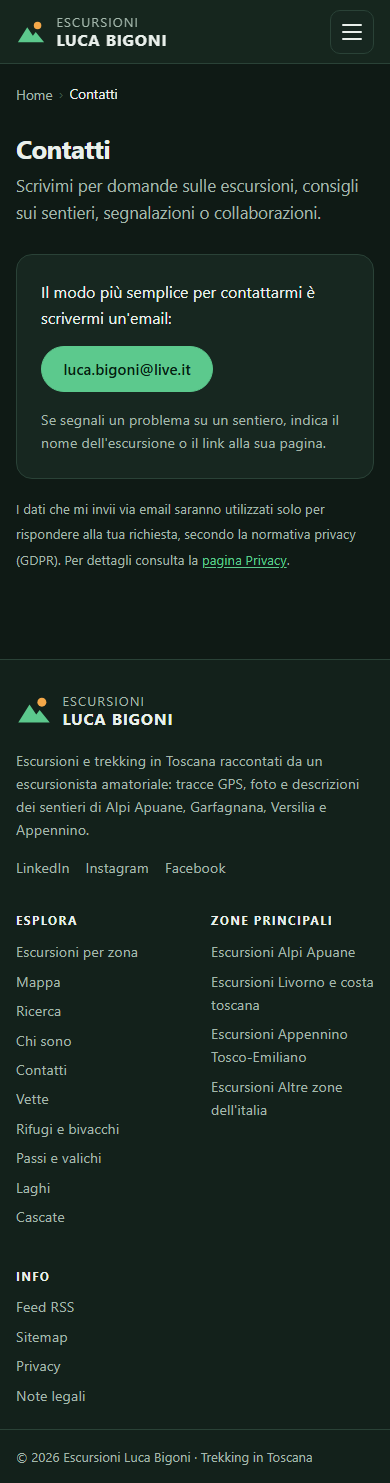 ESCURSIONI
LUCA BIGONI
Home › Contatti
Contatti
Scrivimi per domande sulle escursioni, consigli
sui sentieri, segnalazioni o collaborazioni.
Il modo più semplice per contattarmi è
scrivermi un'email:
luca.bigoni@live.it
Se segnali un problema su un sentiero, indica il
nome dell'escursione o il link alla sua pagina.
I dati che mi invii via email saranno utilizzati solo per
rispondere alla tua richiesta, secondo la normativa privacy
(GDPR). Per dettagli consulta la pagina Privacy.
ESCURSIONI
LUCA BIGONI
Escursioni e trekking in Toscana raccontati da un
escursionista amatoriale: tracce GPS, foto e descrizioni
dei sentieri di Alpi Apuane, Garfagnana, Versilia e
Appennino.
LinkedIn Instagram Facebook
ESPLORA
Escursioni per zona
Mappa
Ricerca
Chi sono
Contatti
Vette
Rifugi e bivacchi
Passi e valichi
Laghi
Cascate
ZONE PRINCIPALI
Escursioni Alpi Apuane
Escursioni Livorno e costa
toscana
Escursioni Appennino
Tosco-Emiliano
Escursioni Altre zone
dell'italia
INFO
Feed RSS
Sitemap
Privacy
Note legali
© 2026 Escursioni Luca Bigoni · Trekking in Toscana